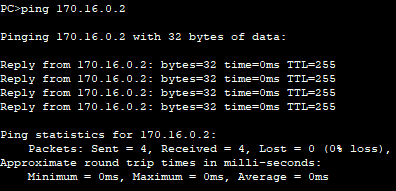 PC>ping 170.16.0.2
Pinging 170.16.0.2 with 32 bytes of data:
Reply from 170.16.0.2: bytes=32 time=0ms TTL=255
Reply from 170.16.0.2: bytes=32 time=0ms TTL=255
Reply from 170.16.0.2: bytes=32 time=0ms TTL=255
Reply from 170.16.0.2: bytes=32 time=0ms TTL=255
Ping statistics for 170.16.0.2:
    Packets: Sent = 4, Received = 4, Lost = 0 (0% loss),
Approximate round trip times in milli-seconds:
    Minimum = 0ms, Maximum = 0ms, Average = 0ms